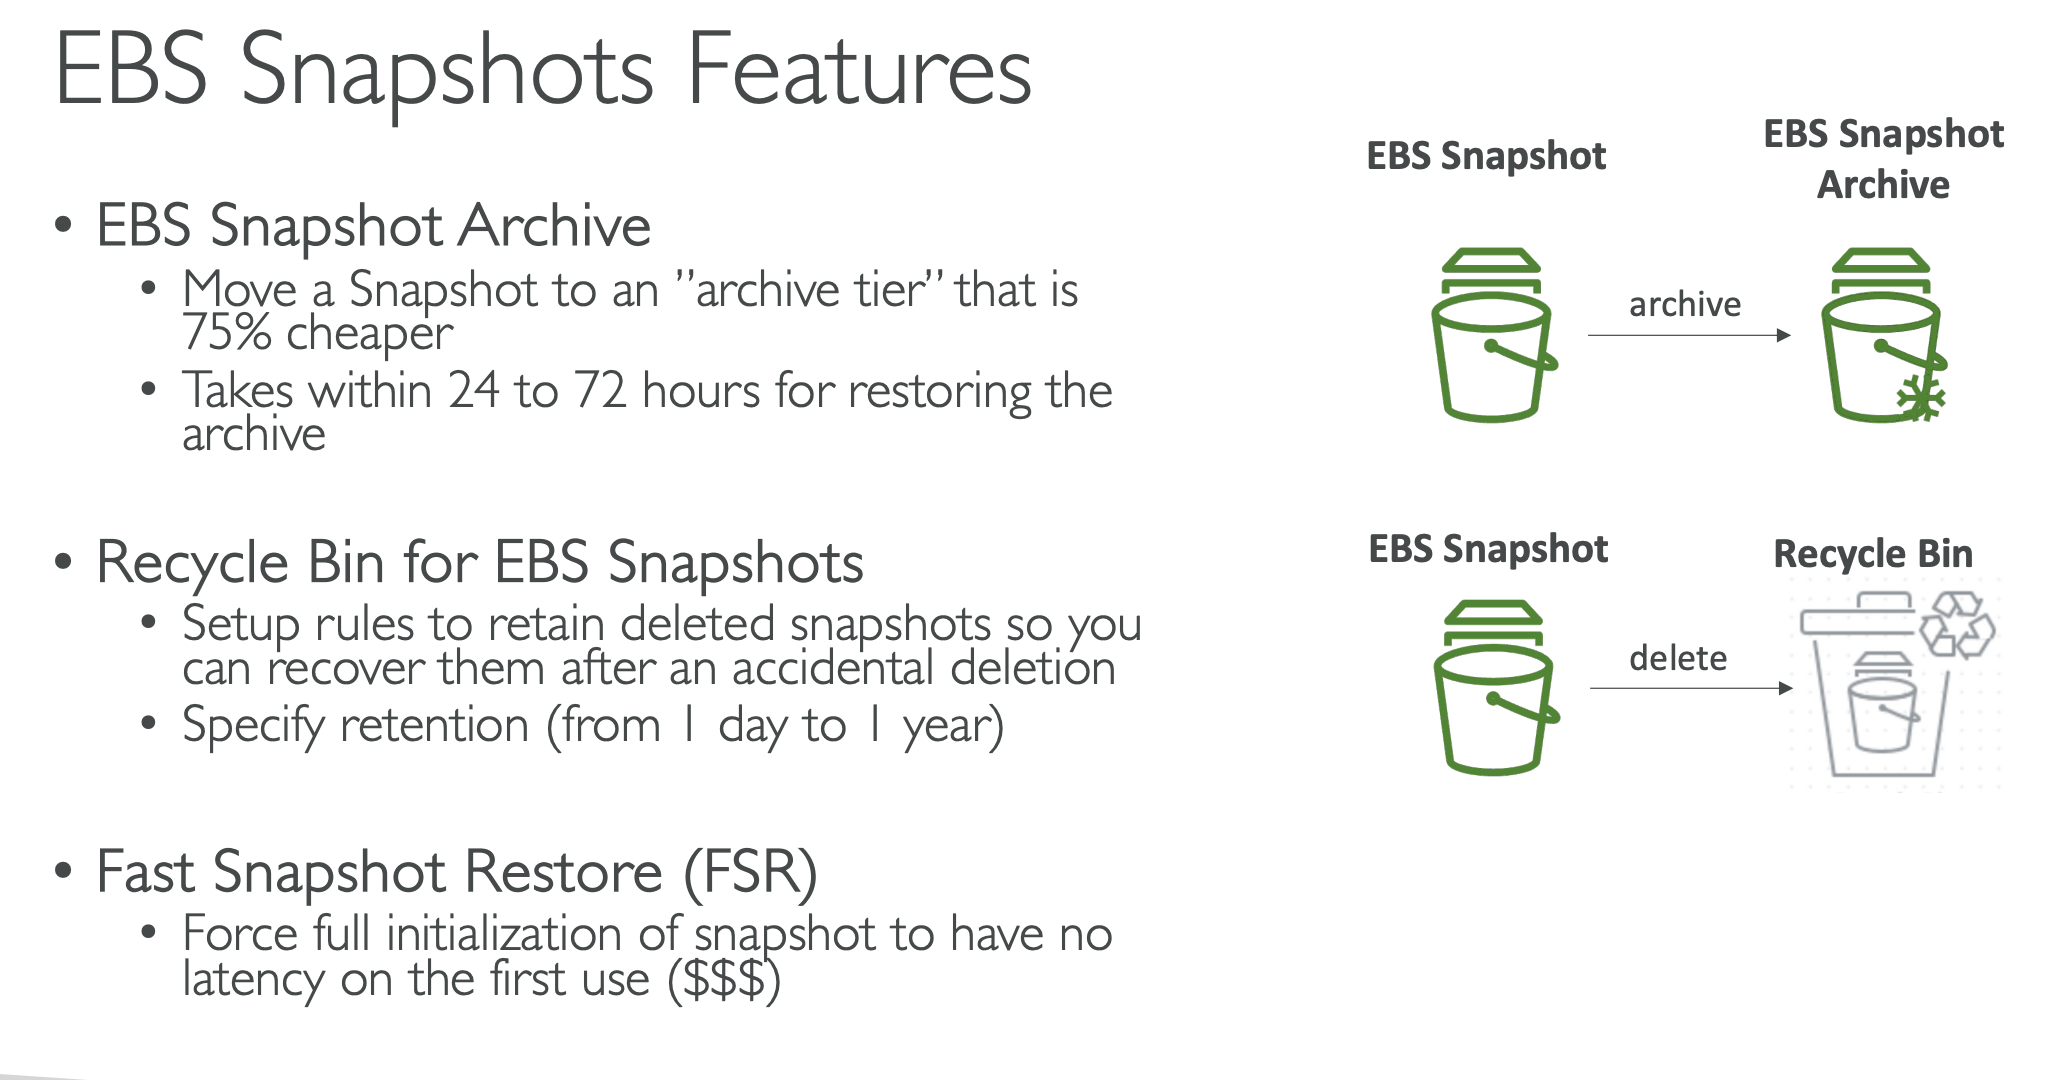 EBS Snapshots Features
• EBS Snapshot Archive
• Move a Snapshot to an ”archive tier” that is
75% cheaper
• Takes within 24 to 72 hours for restoring the
archive
• Recycle Bin for EBS Snapshots
• Setup rules to retain deleted snapshots so you
can recover them after an accidental deletion
• Specify retention (from 1 day to 1 year)
• Fast Snapshot Restore (FSR)
• Force full initialization of snapshot to have no
latency on the first use ($$$)
EBS Snapshot
EBS Snapshot
Archive
archive
EBS Snapshot
Recycle Bin
delete